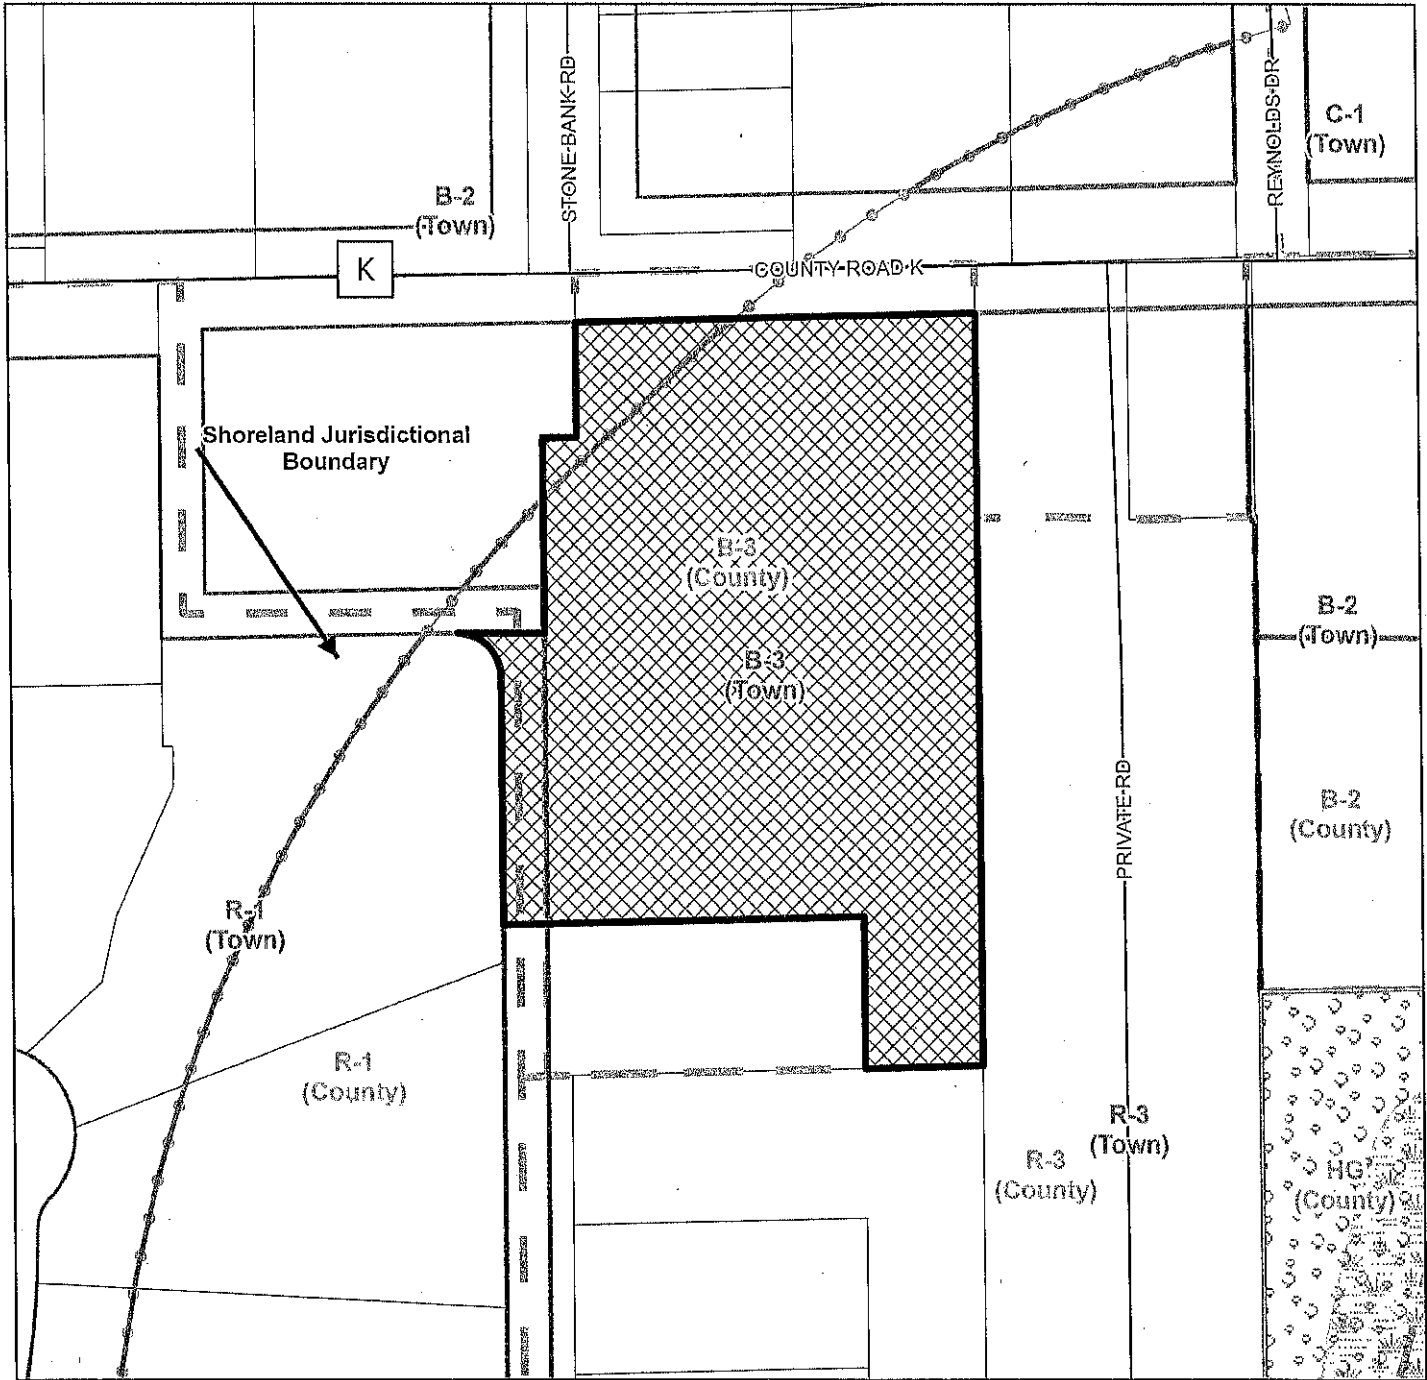 STONE BANK RD
REYNOLDS DR
C-1
(Town)
B-2
(Town)
K
COUNTY ROAD K
Shoreland Jurisdictional
Boundary
B-3
(County)
B-2
(Town)
B-3
(Town)
PRIVATE RD
B-2
(County)
R-1
(Town)
R-1
(County)
R-3
(Town)
R-3
(County)
HG
(County)